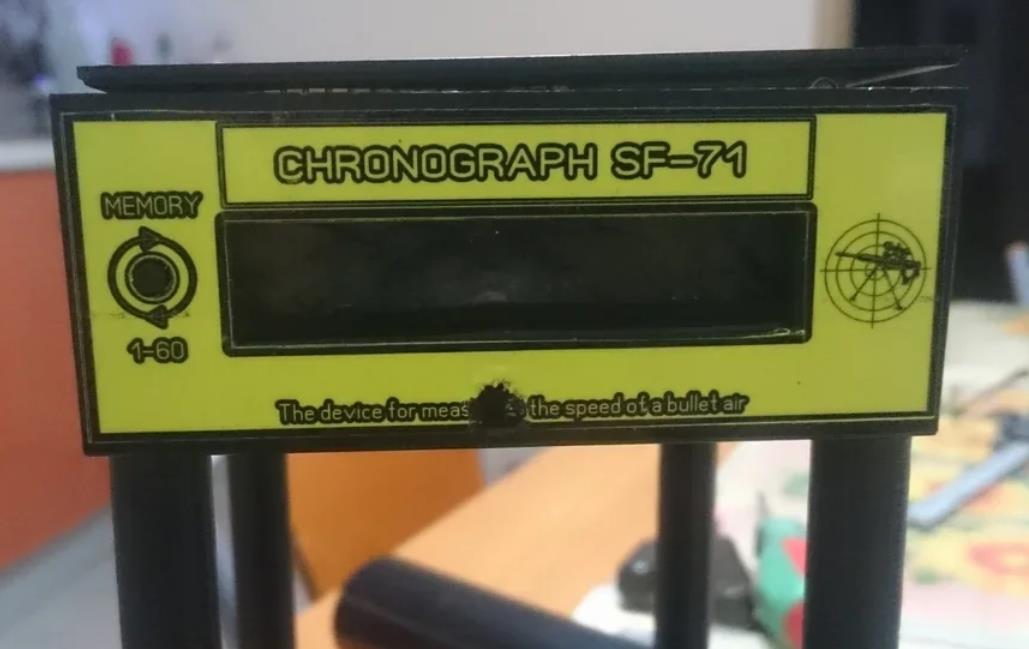 CHRONOGRAPH SF-71
MEMORY
1-60
The device for the speed of a bullet air